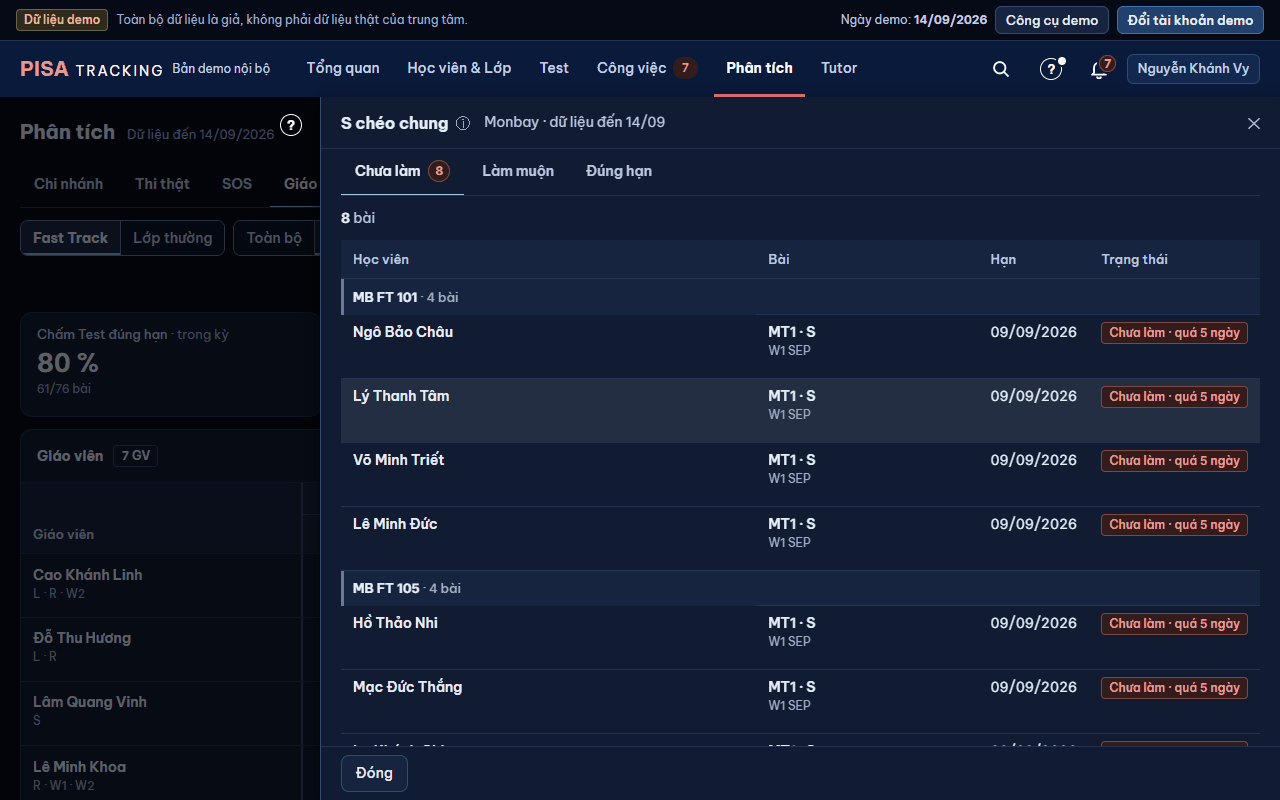 Dữ liệu demo Toàn bộ dữ liệu là giả, không phải dữ liệu thật của trung tâm. Ngày demo: 14/09/2026 Công cụ demo Đổi tài khoản demo
PISA TRACKING Bản demo nội bộ Tổng quan Học viên & Lớp Test Công việc 7 Phân tích Tutor ? 7 Nguyễn Khánh Vy
Phân tích Dữ liệu đến 14/09/2026 ?
Chi nhánh Thi thật SOS Giáo
Fast Track Lớp thường Toàn bộ
Chấm Test đúng hạn · trong kỳ
80 %
61/76 bài
Giáo viên 7 GV
Giáo viên
Cao Khánh Linh
L · R · W2
Đỗ Thu Hương
L · R
Lâm Quang Vinh
S
Lê Minh Khoa
R · W1 · W2
S chéo chung Monbay · dữ liệu đến 14/09
Chưa làm 8 Làm muộn Đúng hạn
8 bài
Học viên Bài Hạn Trạng thái
MB FT 101 · 4 bài
Ngô Bảo Châu MT1 · S 09/09/2026 Chưa làm · quá 5 ngày
W1 SEP
Lý Thanh Tâm MT1 · S 09/09/2026 Chưa làm · quá 5 ngày
W1 SEP
Võ Minh Triết MT1 · S 09/09/2026 Chưa làm · quá 5 ngày
W1 SEP
Lê Minh Đức MT1 · S 09/09/2026 Chưa làm · quá 5 ngày
W1 SEP
MB FT 105 · 4 bài
Hồ Thảo Nhi MT1 · S 09/09/2026 Chưa làm · quá 5 ngày
W1 SEP
Mạc Đức Thắng MT1 · S 09/09/2026 Chưa làm · quá 5 ngày
W1 SEP
Đóng